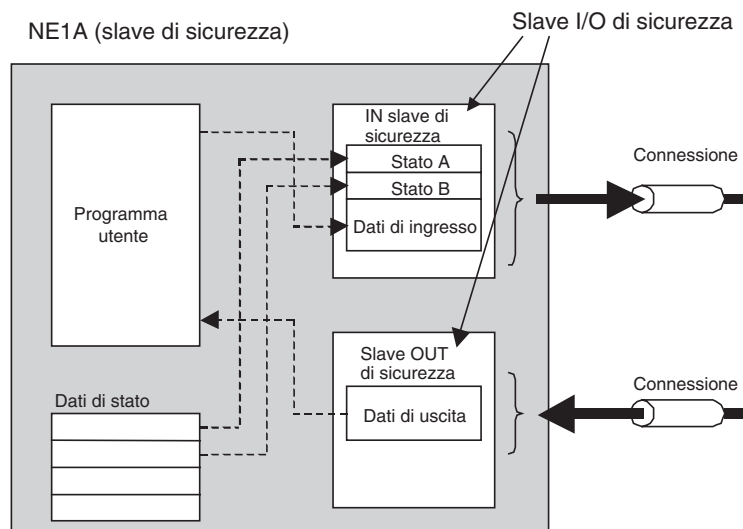 NE1A (slave di sicurezza)
Slave I/O di sicurezza
Programma
utente
IN slave di
sicurezza
Stato A
Stato B
Dati di ingresso
Connessione
Slave OUT
di sicurezza
Dati di uscita
Connessione
Dati di stato